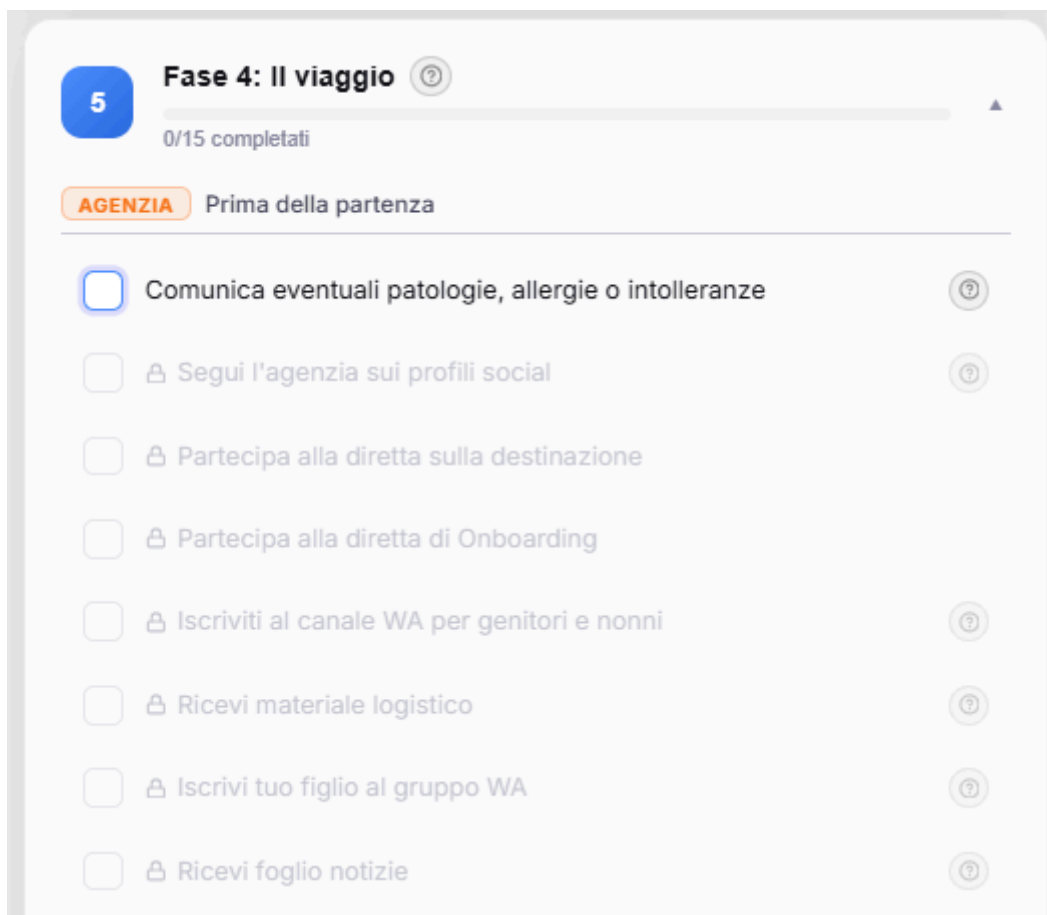 5
Fase 4: Il viaggio
0/15 completati
AGENZIA Prima della partenza
Comunica eventuali patologie, allergie o intolleranze
Segui l'agenzia sui profili social
Partecipa alla diretta sulla destinazione
Partecipa alla diretta di Onboarding
Iscriviti al canale WA per genitori e nonni
Ricevi materiale logistico
Iscrivi tuo figlio al gruppo WA
Ricevi foglio notizie